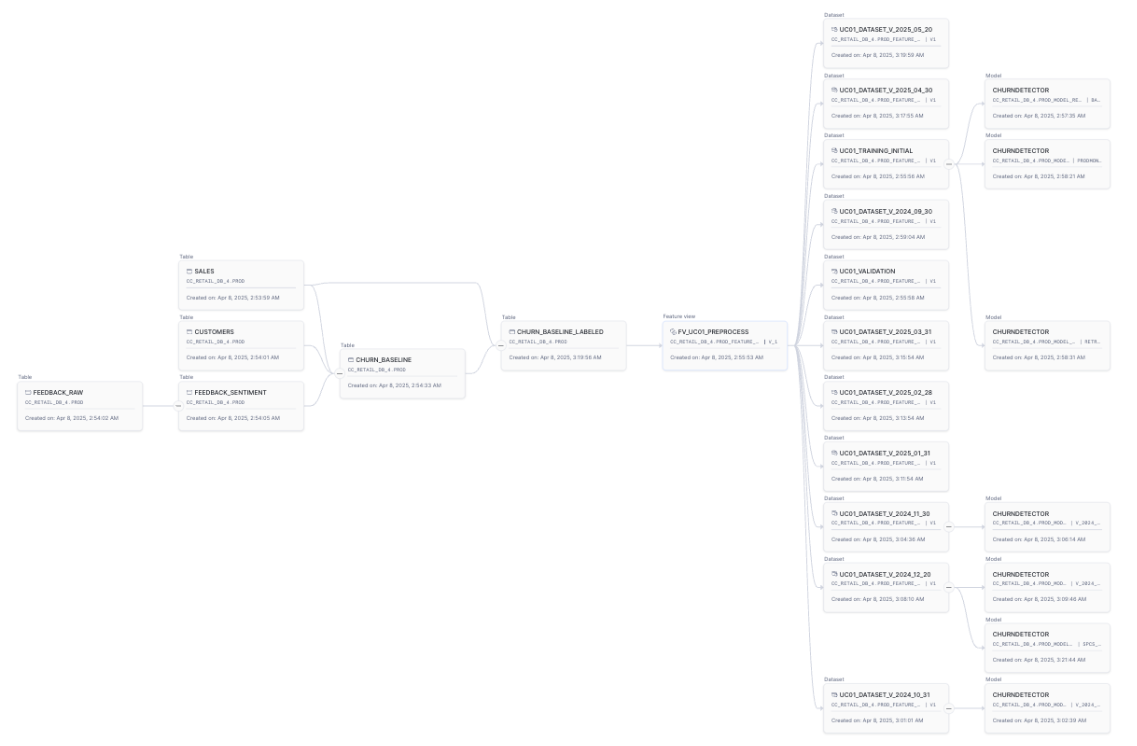 Dataset
UC01_DATASET_V_2025_05_20
CC_RETAIL_DB_4.PROD_FEATURE_… | V1
Created on: Apr 8, 2025, 3:19:59 AM
Dataset
UC01_DATASET_V_2025_04_30
CC_RETAIL_DB_4.PROD_FEATURE_… | V1
Created on: Apr 8, 2025, 3:17:55 AM
Model
CHURNDETECTOR
CC_RETAIL_DB_4.PROD_MODEL_RE… | BA…
Created on: Apr 8, 2025, 2:57:35 AM
Dataset
UC01_TRAINING_INITIAL
CC_RETAIL_DB_4.PROD_FEATURE_… | V1
Created on: Apr 8, 2025, 2:55:58 AM
Model
CHURNDETECTOR
CC_RETAIL_DB_4.PROD_MODE… | PRODMON…
Created on: Apr 8, 2025, 2:58:21 AM
Dataset
UC01_DATASET_V_2024_09_30
CC_RETAIL_DB_4.PROD_FEATURE_… | V1
Created on: Apr 8, 2025, 2:59:04 AM
Table
SALES
CC_RETAIL_DB_4.PROD
Created on: Apr 8, 2025, 2:53:59 AM
Dataset
UC01_VALIDATION
CC_RETAIL_DB_4.PROD_FEATURE_… | V1
Created on: Apr 8, 2025, 2:55:58 AM
Table
CUSTOMERS
CC_RETAIL_DB_4.PROD
Created on: Apr 8, 2025, 2:54:01 AM
Table
CHURN_BASELINE
CC_RETAIL_DB_4.PROD
Created on: Apr 8, 2025, 2:54:33 AM
Table
CHURN_BASELINE_LABELED
CC_RETAIL_DB_4.PROD
Created on: Apr 8, 2025, 3:19:56 AM
Feature view
FV_UC01_PREPROCESS
CC_RETAIL_DB_4.PROD_FEATURE_… | V_1
Created on: Apr 8, 2025, 2:55:53 AM
Dataset
UC01_DATASET_V_2025_03_31
CC_RETAIL_DB_4.PROD_FEATURE_… | V1
Created on: Apr 8, 2025, 3:15:54 AM
Model
CHURNDETECTOR
CC_RETAIL_DB_4.PROD_MODEL_… | RETR…
Created on: Apr 8, 2025, 2:58:31 AM
Table
FEEDBACK_RAW
CC_RETAIL_DB_4.PROD
Created on: Apr 8, 2025, 2:54:02 AM
Table
FEEDBACK_SENTIMENT
CC_RETAIL_DB_4.PROD
Created on: Apr 8, 2025, 2:54:05 AM
Dataset
UC01_DATASET_V_2025_02_28
CC_RETAIL_DB_4.PROD_FEATURE_… | V1
Created on: Apr 8, 2025, 3:13:54 AM
Dataset
UC01_DATASET_V_2025_01_31
CC_RETAIL_DB_4.PROD_FEATURE_… | V1
Created on: Apr 8, 2025, 3:11:54 AM
Dataset
UC01_DATASET_V_2024_11_30
CC_RETAIL_DB_4.PROD_FEATURE_… | V1
Created on: Apr 8, 2025, 3:04:36 AM
Model
CHURNDETECTOR
CC_RETAIL_DB_4.PROD_MOD… | V_2024_…
Created on: Apr 8, 2025, 3:06:14 AM
Dataset
UC01_DATASET_V_2024_12_20
CC_RETAIL_DB_4.PROD_FEATURE_… | V1
Created on: Apr 8, 2025, 3:08:10 AM
Model
CHURNDETECTOR
CC_RETAIL_DB_4.PROD_MOD… | V_2024_…
Created on: Apr 8, 2025, 3:09:46 AM
Model
CHURNDETECTOR
CC_RETAIL_DB_4.PROD_MODEL… | SPCS_…
Created on: Apr 8, 2025, 3:21:44 AM
Dataset
UC01_DATASET_V_2024_10_31
CC_RETAIL_DB_4.PROD_FEATURE_… | V1
Created on: Apr 8, 2025, 3:01:01 AM
Model
CHURNDETECTOR
CC_RETAIL_DB_4.PROD_MOD… | V_2024_…
Created on: Apr 8, 2025, 3:02:39 AM